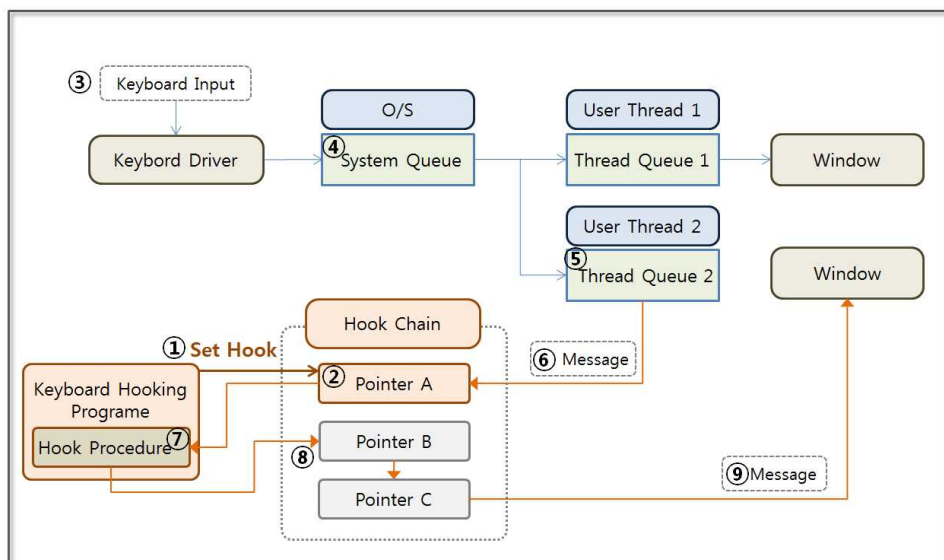 ③ Keyboard Input
O/S
User Thread 1
Keybord Driver
④ System Queue
Thread Queue 1
Window
User Thread 2
⑤ Thread Queue 2
Window
Hook Chain
① Set Hook
⑥ Message
② Pointer A
Keyboard Hooking
Programe
Hook Procedure ⑦
Pointer B
⑧
Pointer C
⑨ Message